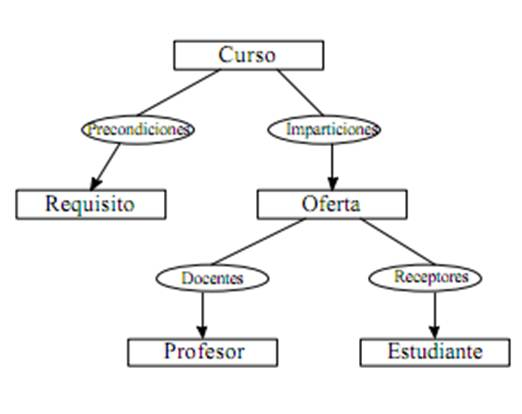 Curso
Precondiciones
Imparticiones
Requisito
Oferta
Docentes
Receptores
Profesor
Estudiante